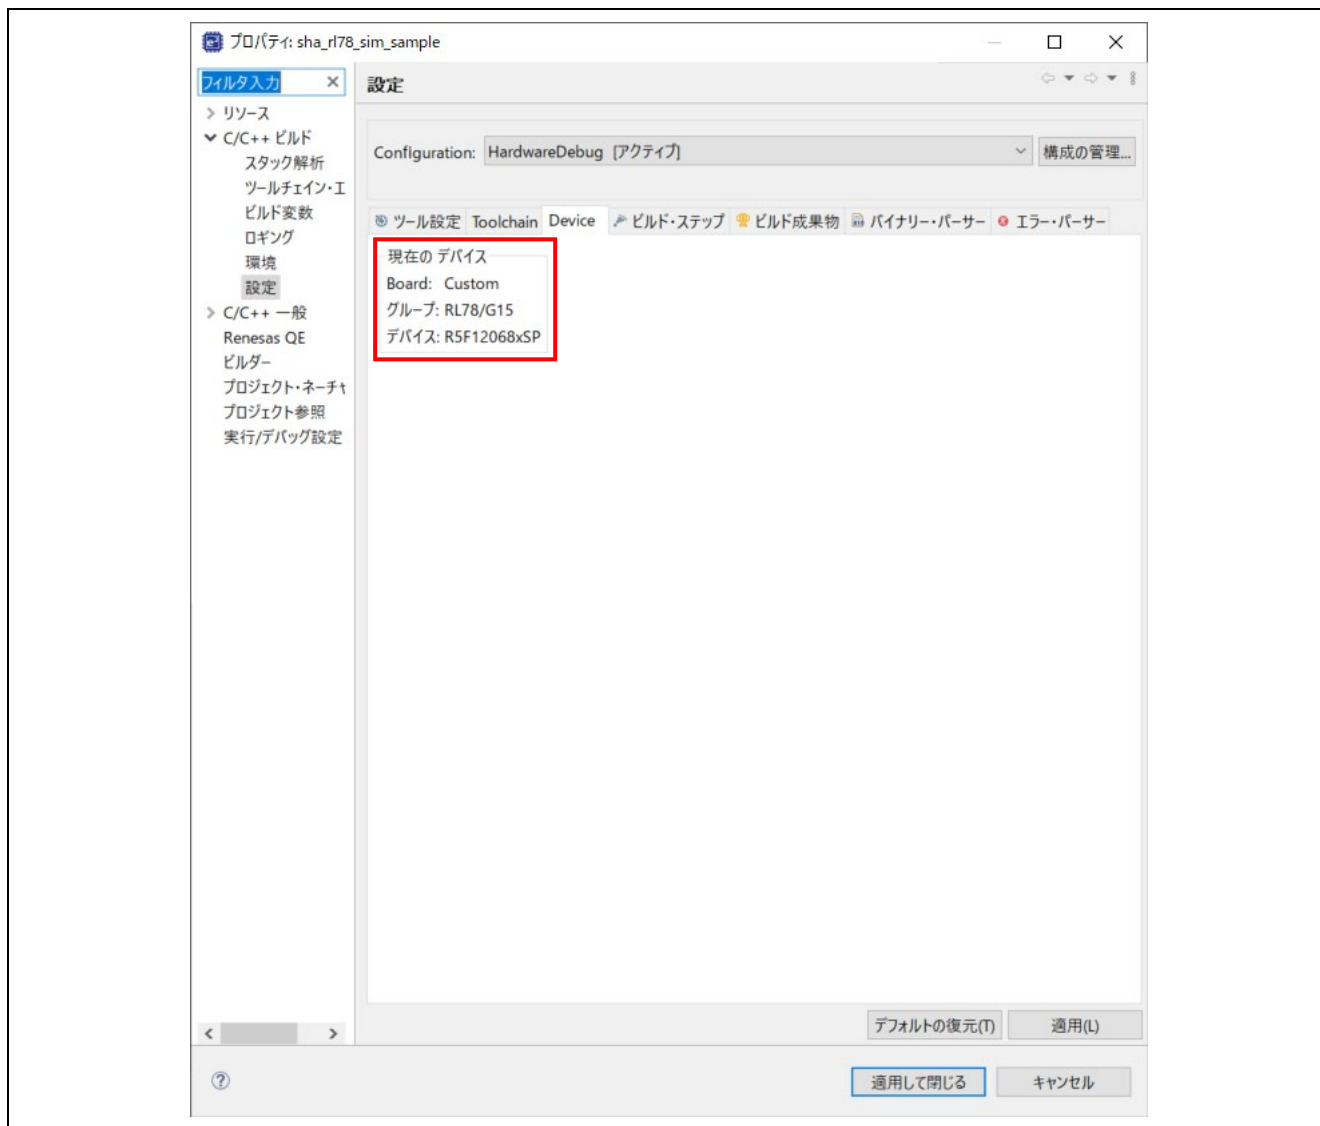 プロパティ: sha_rl78_sim_sample
フィルタ入力
設定
リソース
C/C++ ビルド
スタック解析
ツールチェイン・エ
ビルド変数
ロギング
環境
設定
C/C++ 一般
Renesas QE
ビルダー
プロジェクト・ネーチャ
プロジェクト参照
実行/デバッグ設定
Configuration: HardwareDebug [アクティブ] 構成の管理...
ツール設定 Toolchain Device ビルド・ステップ ビルド成果物 バイナリー・パーサー エラー・パーサー
現在の デバイス
Board: Custom
グループ: RL78/G15
デバイス: R5F12068xSP
デフォルトの復元(T) 適用(L)
適用して閉じる キャンセル